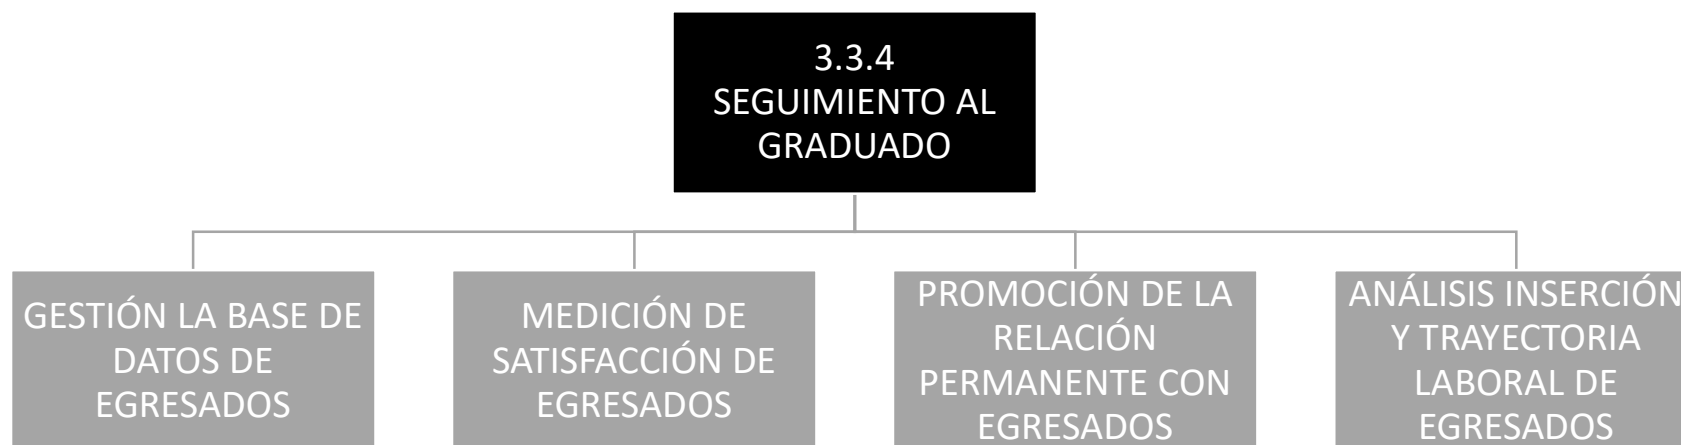 3.3.4
SEGUIMIENTO AL
GRADUADO
GESTIÓN LA BASE DE
DATOS DE
EGRESADOS
MEDICIÓN DE
SATISFACCIÓN DE
EGRESADOS
PROMOCIÓN DE LA
RELACIÓN
PERMANENTE CON
EGRESADOS
ANÁLISIS INSERCIÓN
Y TRAYECTORIA
LABORAL DE
EGRESADOS